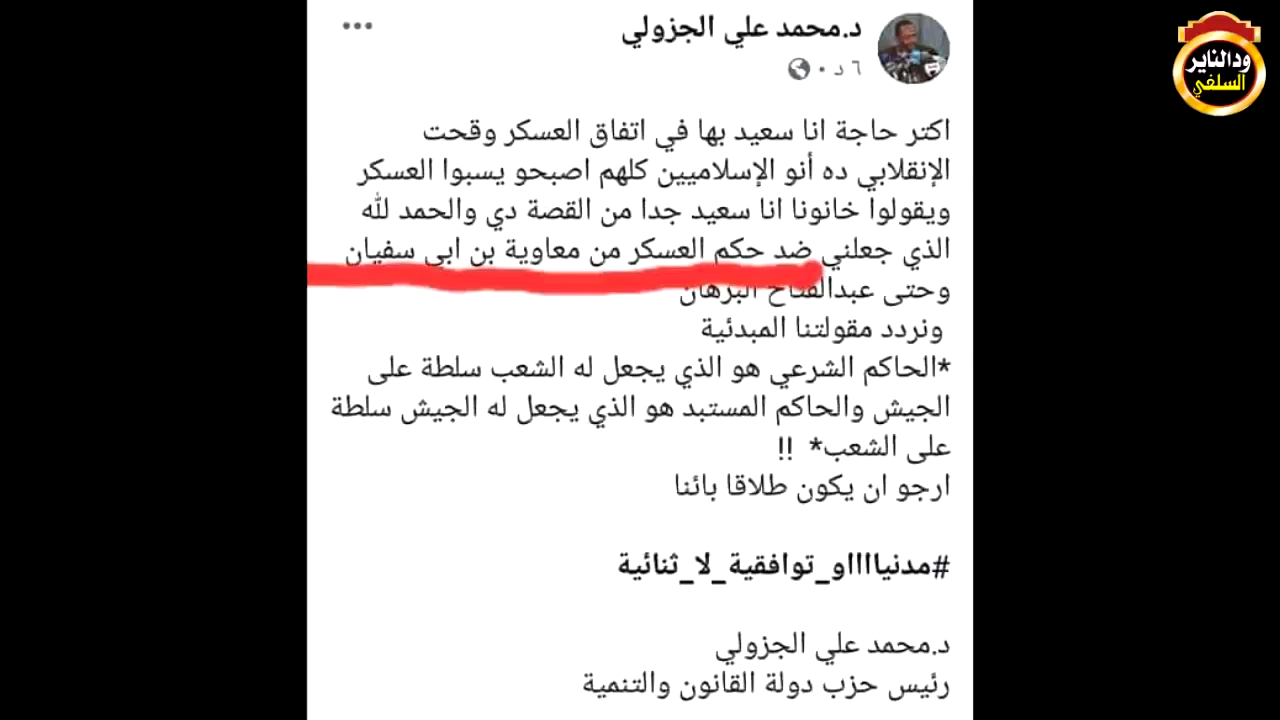 د.محمد علي الجزولي
٦ د
ودالناير
السلفي
اكتر حاجة انا سعيد بها في اتفاق العسكر وقحت
الإنقلابي ده أنو الإسلاميين كلهم اصبحو يسبوا العسكر
ويقولوا خانونا انا سعيد جدا من القصة دي والحمد لله
الذي جعلني ضد حكم العسكر من معاوية بن ابي سفيان
وحتى عبدالفتاح البرهان
ونردد مقولتنا المبدئية
*الحاكم الشرعي هو الذي يجعل له الشعب سلطة على
الجيش والحاكم المستبد هو الذي يجعل له الجيش سلطة
على الشعب* !!
ارجو ان يكون طلاقا بائنا
#مدنياااااو_توافقية_لا_ثنائية
د.محمد علي الجزولي
رئيس حزب دولة القانون والتنمية